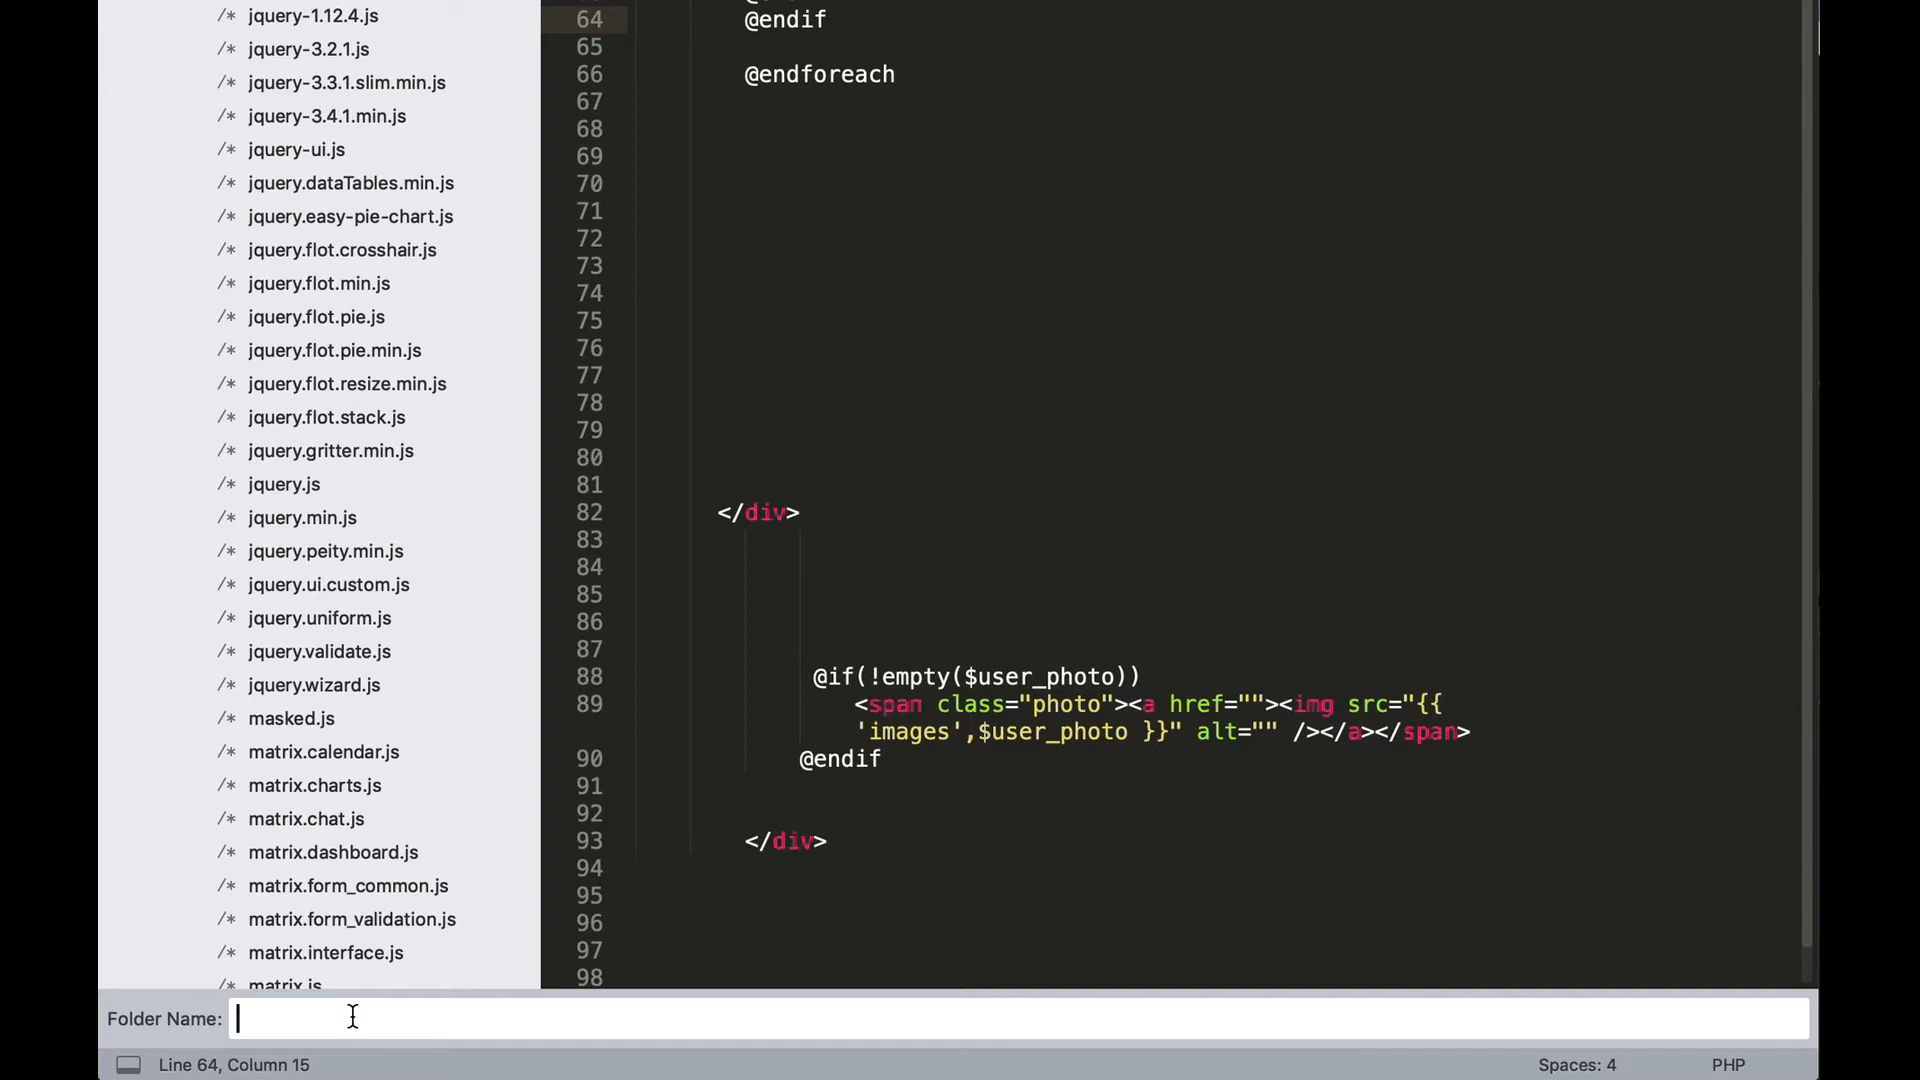 /* jquery-1.12.4.js
/* jquery-3.2.1.js
/* jquery-3.3.1.slim.min.js
/* jquery-3.4.1.min.js
/* jquery-ui.js
/* jquery.dataTables.min.js
/* jquery.easy-pie-chart.js
/* jquery.flot.crosshair.js
/* jquery.flot.min.js
/* jquery.flot.pie.js
/* jquery.flot.pie.min.js
/* jquery.flot.resize.min.js
/* jquery.flot.stack.js
/* jquery.gritter.min.js
/* jquery.js
/* jquery.min.js
/* jquery.peity.min.js
/* jquery.ui.custom.js
/* jquery.uniform.js
/* jquery.validate.js
/* jquery.wizard.js
/* masked.js
/* matrix.calendar.js
/* matrix.charts.js
/* matrix.chat.js
/* matrix.dashboard.js
/* matrix.form_common.js
/* matrix.form_validation.js
/* matrix.interface.js
/* matrix.js
64 @endif
65
66 @endforeach
67
68
69
70
71
72
73
74
75
76
77
78
79
80
81
82 </div>
83
84
85
86
87
88 @if(!empty($user_photo))
89 <span class="photo"><a href=""><img src="{{
'images',$user_photo }}" alt="" /></a></span>
90 @endif
91
92
93 </div>
94
95
96
97
98
Folder Name:
Line 64, Column 15
Spaces: 4
PHP